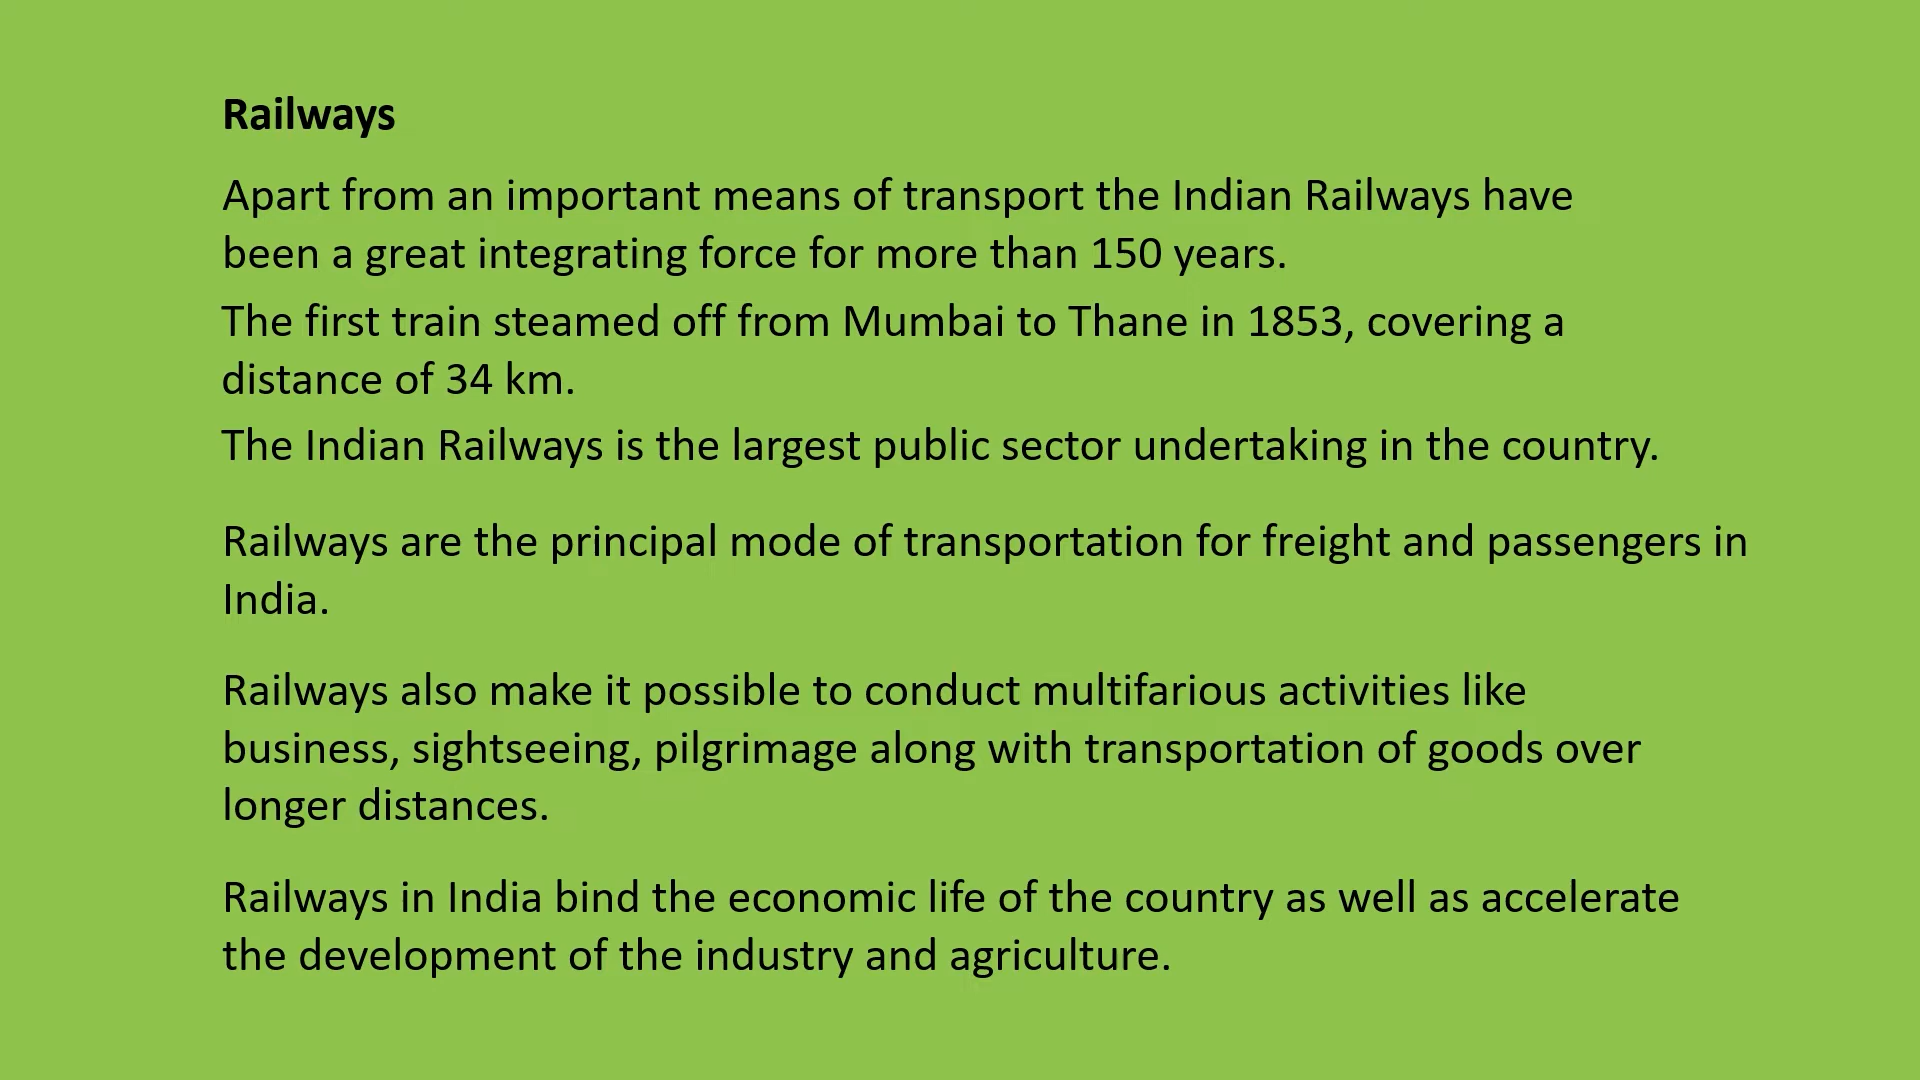 Railways
Apart from an important means of transport the Indian Railways have
been a great integrating force for more than 150 years.
The first train steamed off from Mumbai to Thane in 1853, covering a
distance of 34 km.
The Indian Railways is the largest public sector undertaking in the country.
Railways are the principal mode of transportation for freight and passengers in
India.
Railways also make it possible to conduct multifarious activities like
business, sightseeing, pilgrimage along with transportation of goods over
longer distances.
Railways in India bind the economic life of the country as well as accelerate
the development of the industry and agriculture.